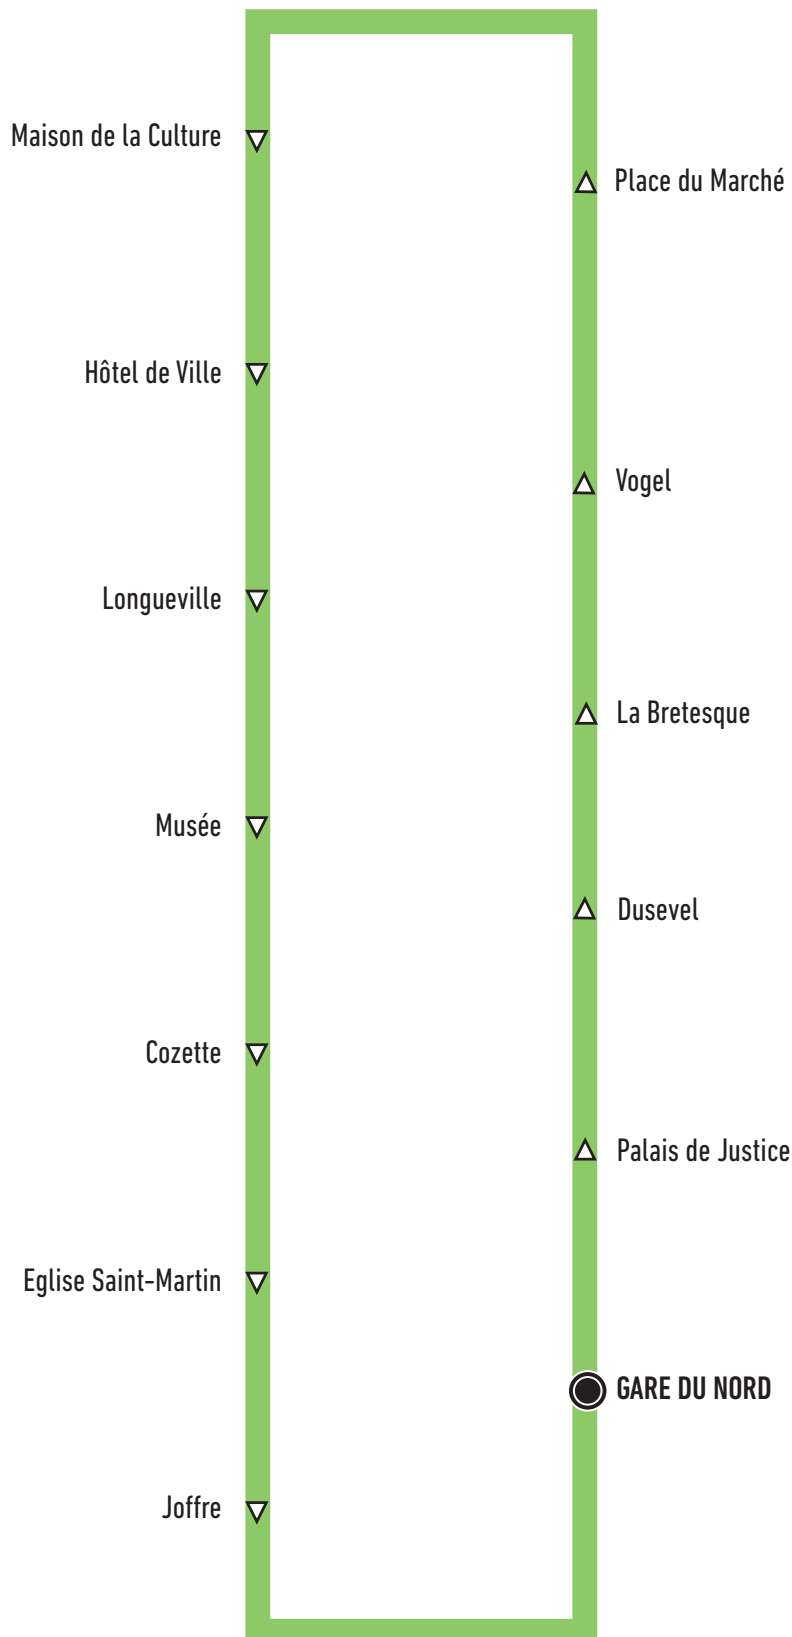 Maison de la Culture
Place du Marché
Hôtel de Ville
Vogel
Longueville
La Bretesque
Musée
Dusevel
Cozette
Palais de Justice
Eglise Saint-Martin
GARE DU NORD
Joffre